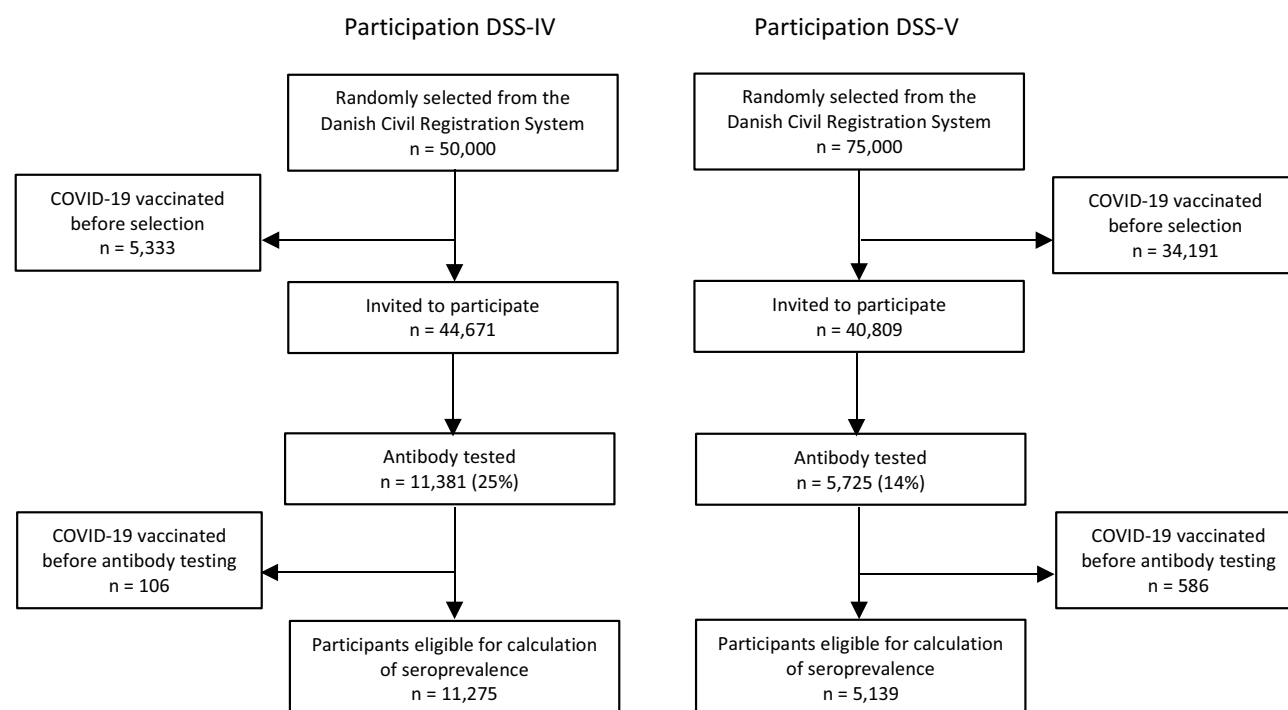 Participation DSS-IV
Randomly selected from the
Danish Civil Registration System
n = 50,000
COVID-19 vaccinated
before selection
n = 5,333
Invited to participate
n = 44,671
Antibody tested
n = 11,381 (25%)
COVID-19 vaccinated
before antibody testing
n = 106
Participants eligible for calculation
of seroprevalence
n = 11,275
Participation DSS-V
Randomly selected from the
Danish Civil Registration System
n = 75,000
COVID-19 vaccinated
before selection
n = 34,191
Invited to participate
n = 40,809
Antibody tested
n = 5,725 (14%)
COVID-19 vaccinated
before antibody testing
n = 586
Participants eligible for calculation
of seroprevalence
n = 5,139